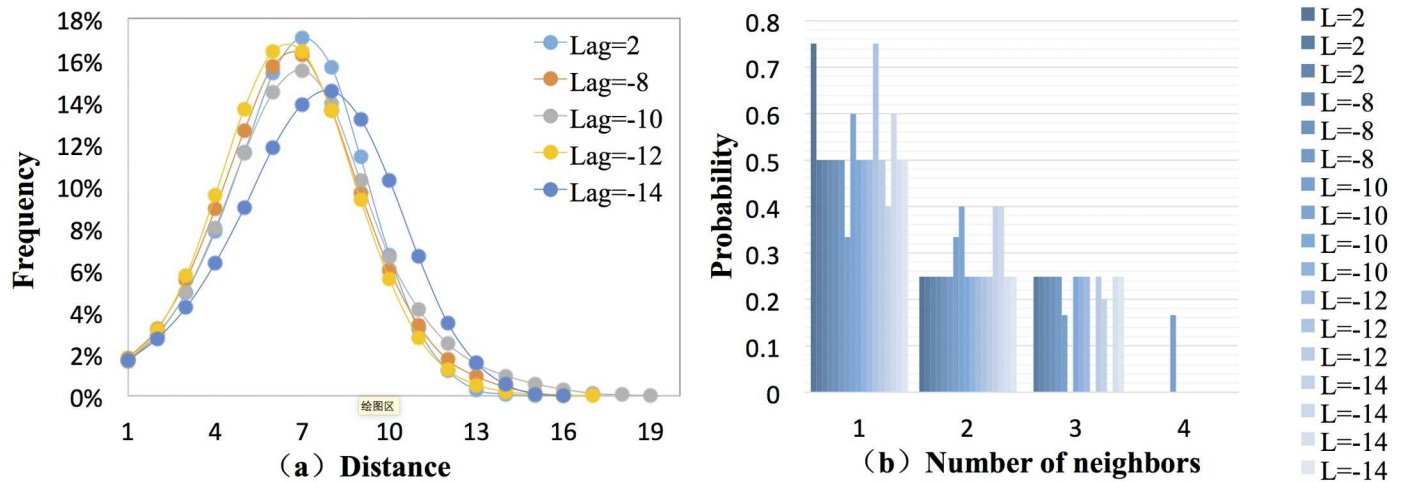 18%
16%
14%
12%
10%
8%
6%
4%
2%
0%
Frequency
Lag=2
Lag=-8
Lag=-10
Lag=-12
Lag=-14
绘图区
1 4 7 10 13 16 19
（a）Distance
0.8
0.7
0.6
0.5
0.4
0.3
0.2
0.1
0
Probability
1 2 3 4
（b）Number of neighbors
L=2
L=2
L=2
L=-8
L=-8
L=-8
L=-10
L=-10
L=-10
L=-10
L=-12
L=-12
L=-12
L=-14
L=-14
L=-14
L=-14